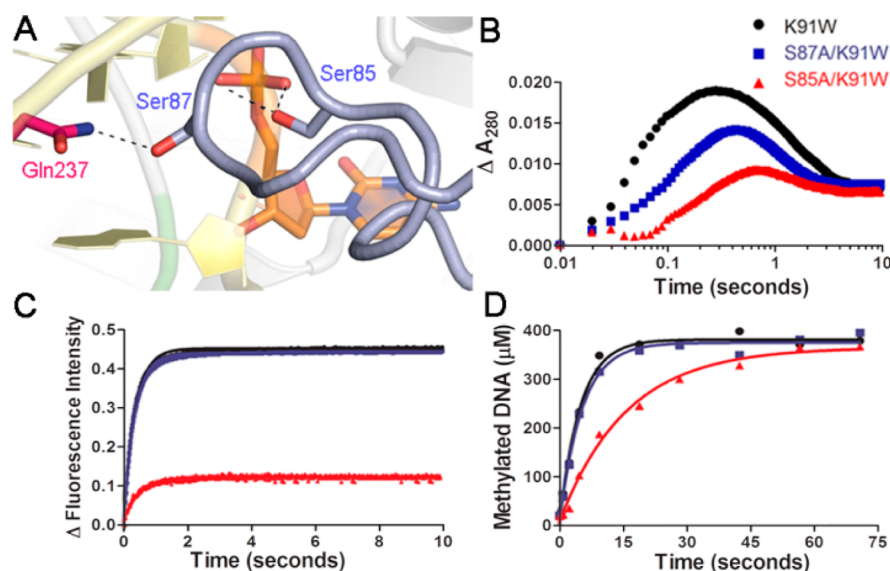 A
Ser87
Ser85
Gln237
B
K91W
S87A/K91W
S85A/K91W
Δ A280
0.020
0.015
0.010
0.005
0.000
0.01
0.1
1
10
Time (seconds)
C
Δ Fluorescence Intensity
0.5
0.4
0.3
0.2
0.1
0.0
0
2
4
6
8
10
Time (seconds)
D
Methylated DNA (µM)
400
300
200
100
0
0
15
30
45
60
75
Time (seconds)